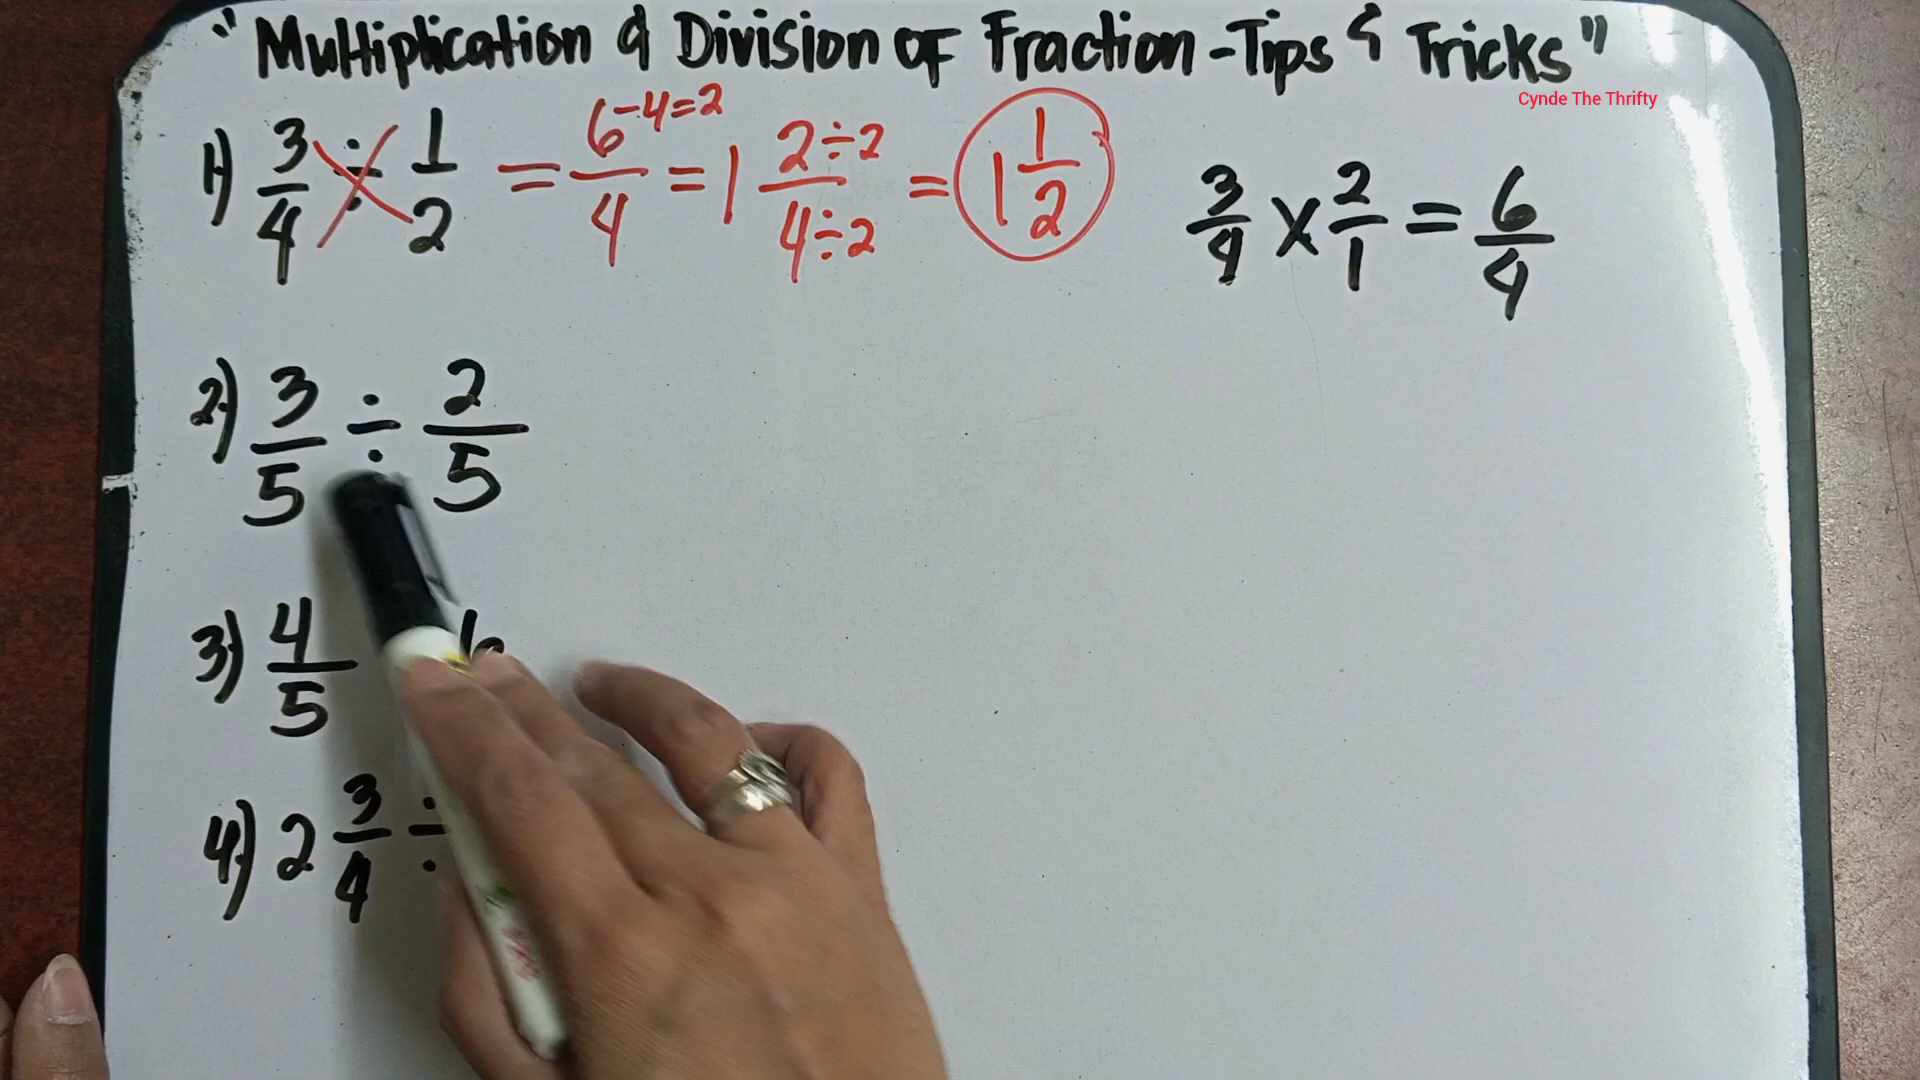 "Multiplication & Division of Fraction - Tips & Tricks"
Cynde The Thrifty
1) 3/4 ÷ 1/2 = 6-4=2/4 = 1 2÷2/4÷2 = 1 1/2
3/4 x 2/1 = 6/4
2) 3/5 ÷ 2/5
3) 4/5
4) 2 3/4 ÷